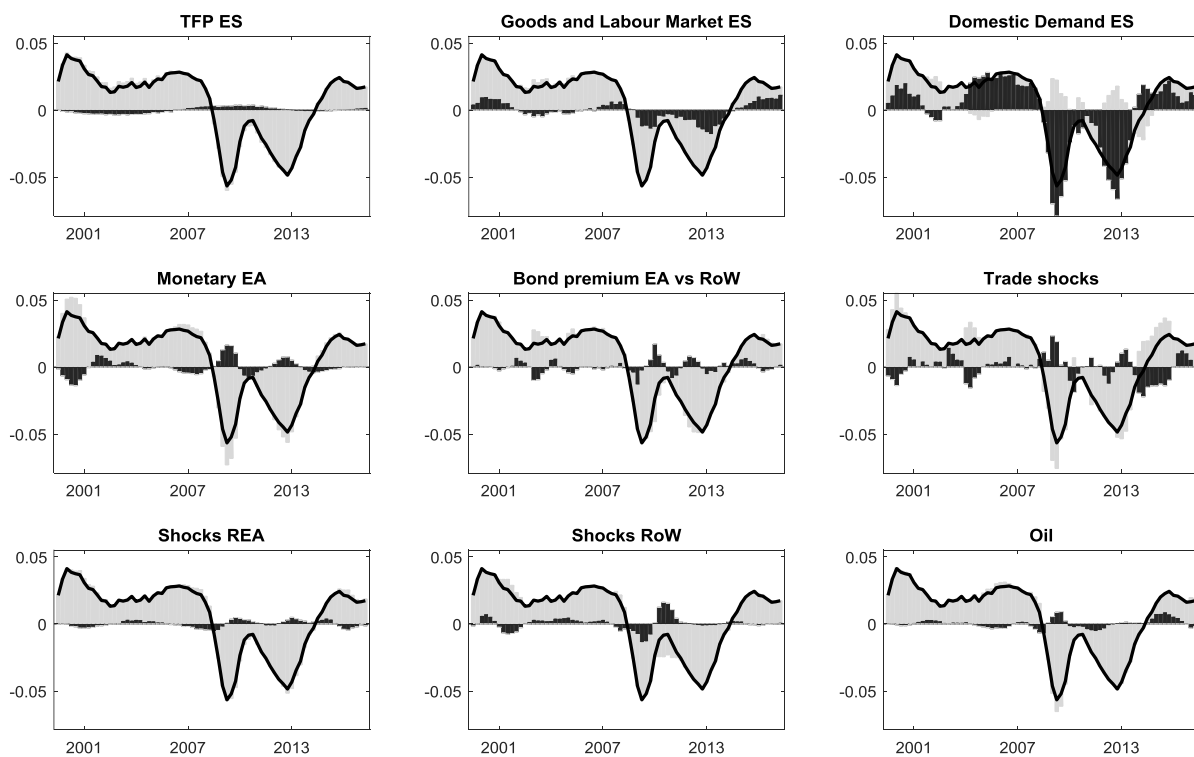 TFP ES
0.05
0
-0.05
2001 2007 2013
Goods and Labour Market ES
0.05
0
-0.05
2001 2007 2013
Domestic Demand ES
0.05
0
-0.05
2001 2007 2013
Monetary EA
0.05
0
-0.05
2001 2007 2013
Bond premium EA vs RoW
0.05
0
-0.05
2001 2007 2013
Trade shocks
0.05
0
-0.05
2001 2007 2013
Shocks REA
0.05
0
-0.05
2001 2007 2013
Shocks RoW
0.05
0
-0.05
2001 2007 2013
Oil
0.05
0
-0.05
2001 2007 2013